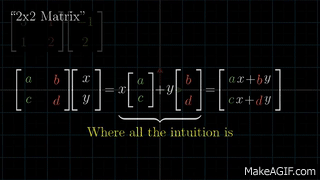 “2x2 Matrix”
[a b; c d] [x; y] = x [a; c] + y [b; d] = [ax+by; cx+dy]
Where all the intuition is
MakeAGIF.com